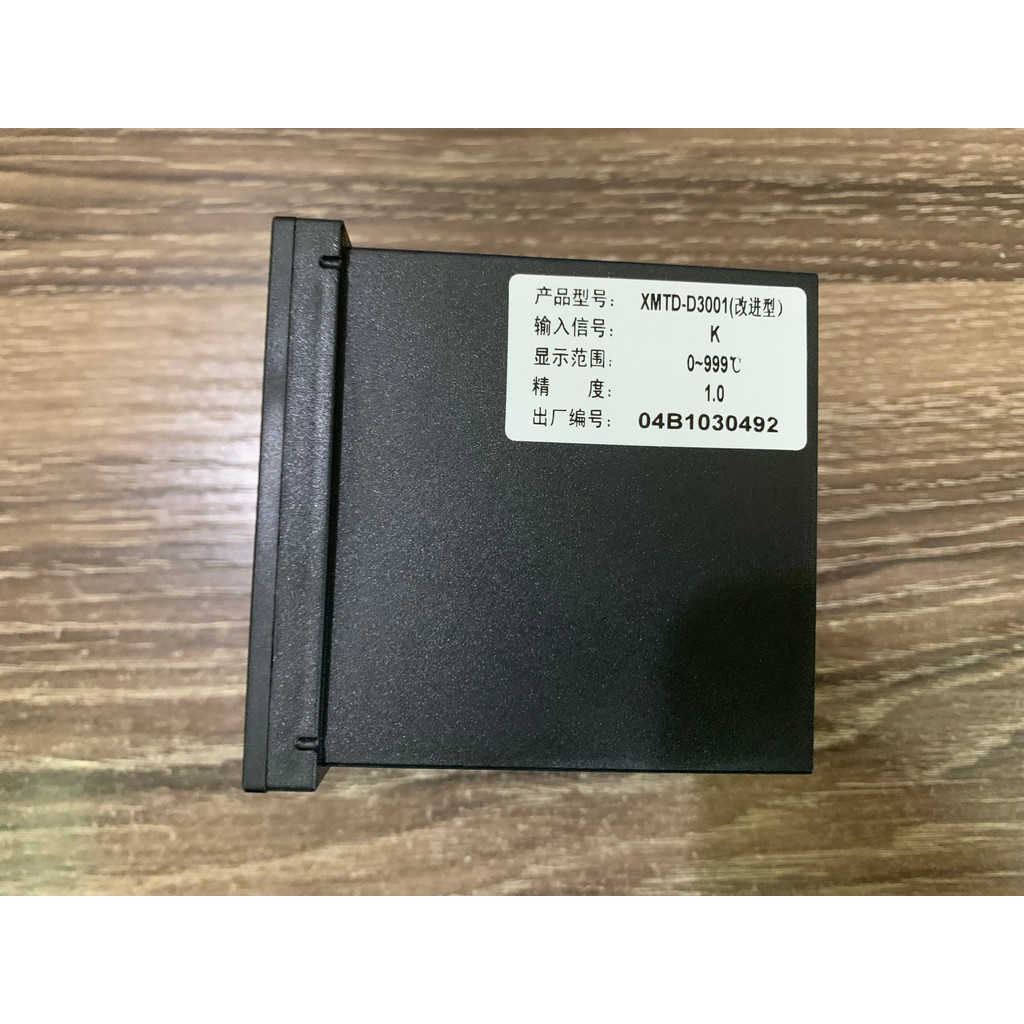 产品型号: XMTD-D3001(改进型)
输入信号: K
显示范围: 0~999℃
精 度: 1.0
出厂编号: 04B1030492